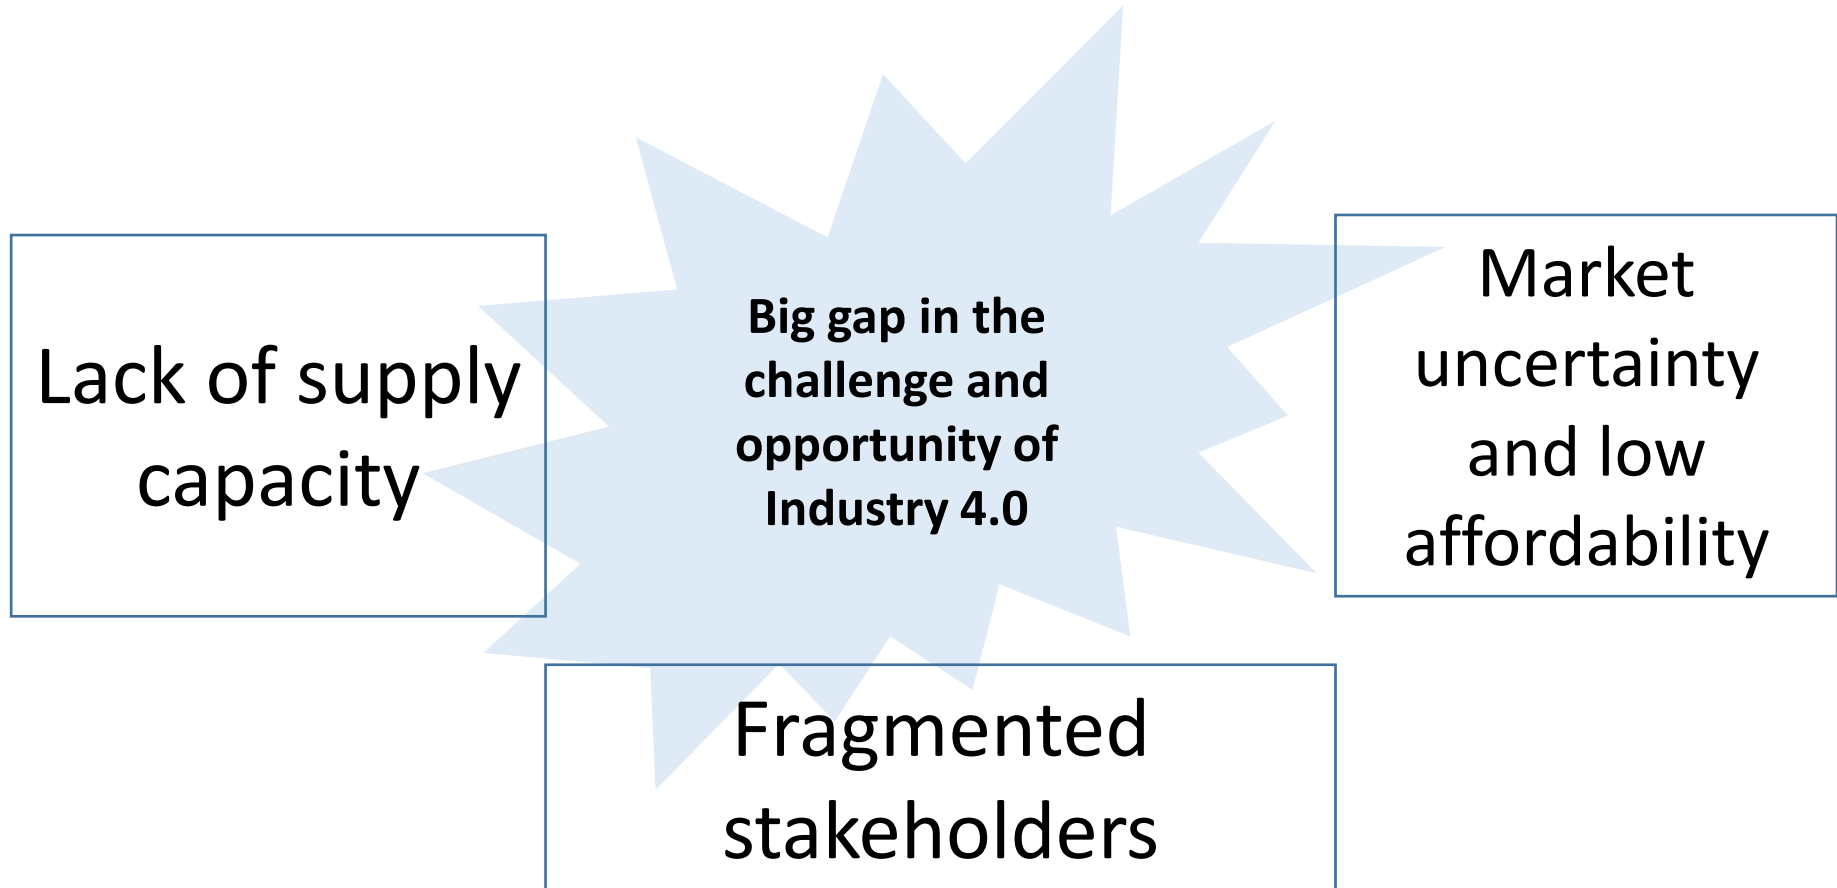 Big gap in the
challenge and
opportunity of
Industry 4.0
Lack of supply
capacity
Market
uncertainty
and low
affordability
Fragmented
stakeholders